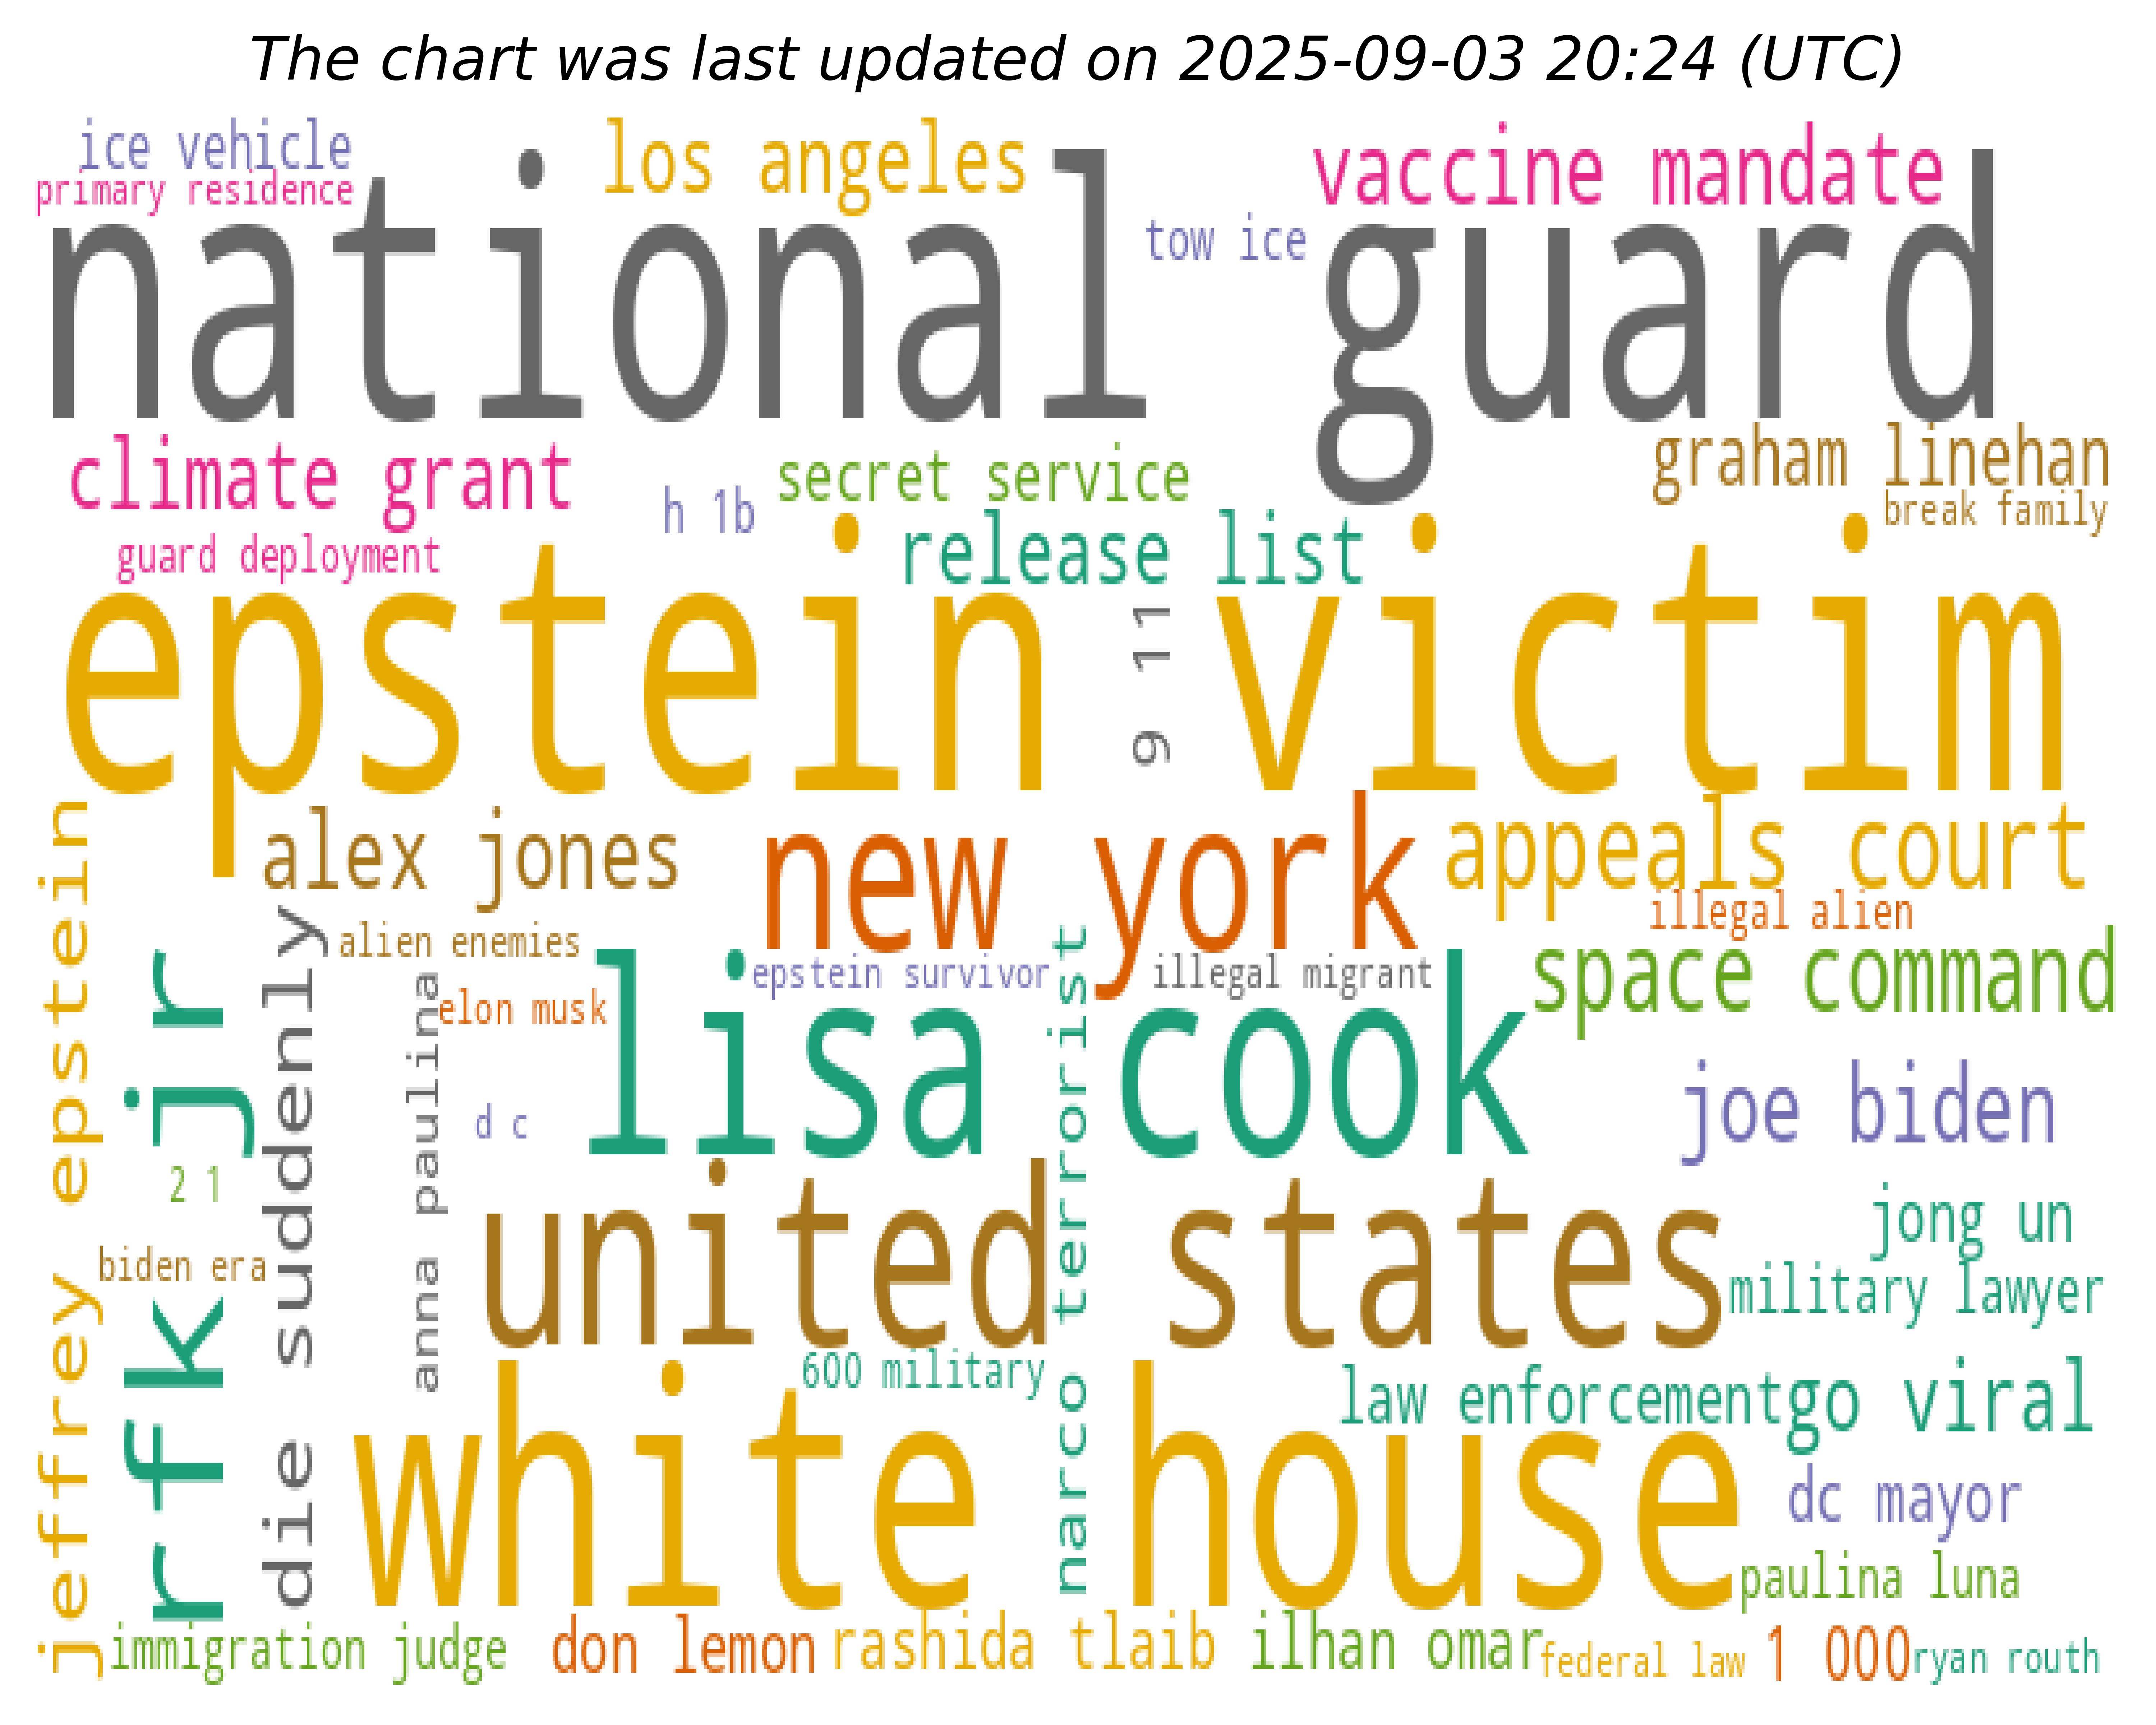 The chart was last updated on 2025-09-03 20:24 (UTC)
ice vehicle
los angeles
vaccine mandate
primary residence
tow ice
national guard
climate grant
secret service
graham linehan
h 1b
break family
guard deployment
release list
epstein victim
9 11
jeffrey epstein
alex jones
new york
appeals court
illegal alien
rfk jr
die suddenly
alien enemies
epstein survivor
illegal migrant
space command
anna paulina
elon musk
lisa cook
narco terrorist
joe biden
d c
2 1
united states
jong un
biden era
military lawyer
600 military
law enforcement
go viral
white house
dc mayor
paulina luna
immigration judge
don lemon
rashida tlaib
ilhan omar
federal law
1 000
ryan routh